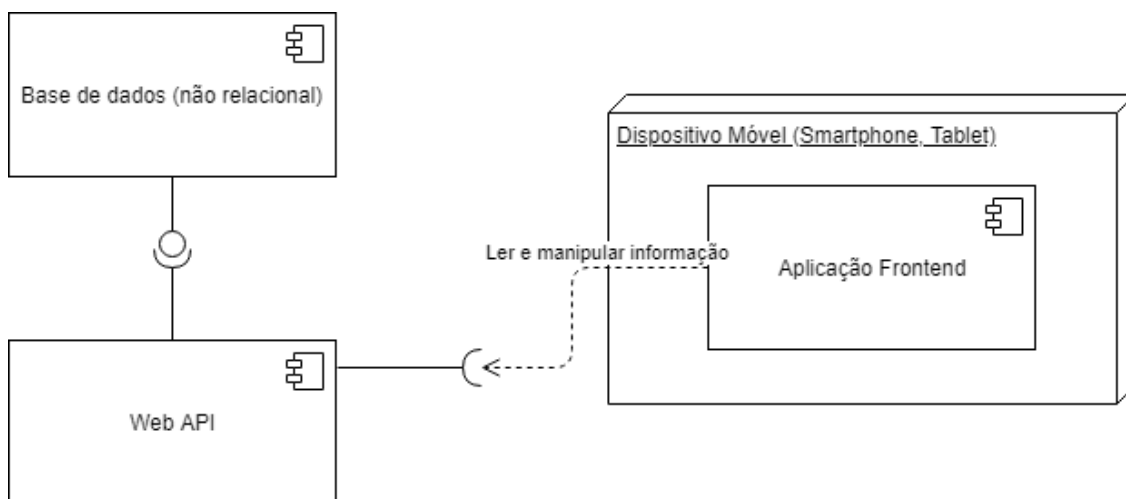 Base de dados (não relacional)
Dispositivo Móvel (Smartphone, Tablet)
Ler e manipular informação
Aplicação Frontend
Web API